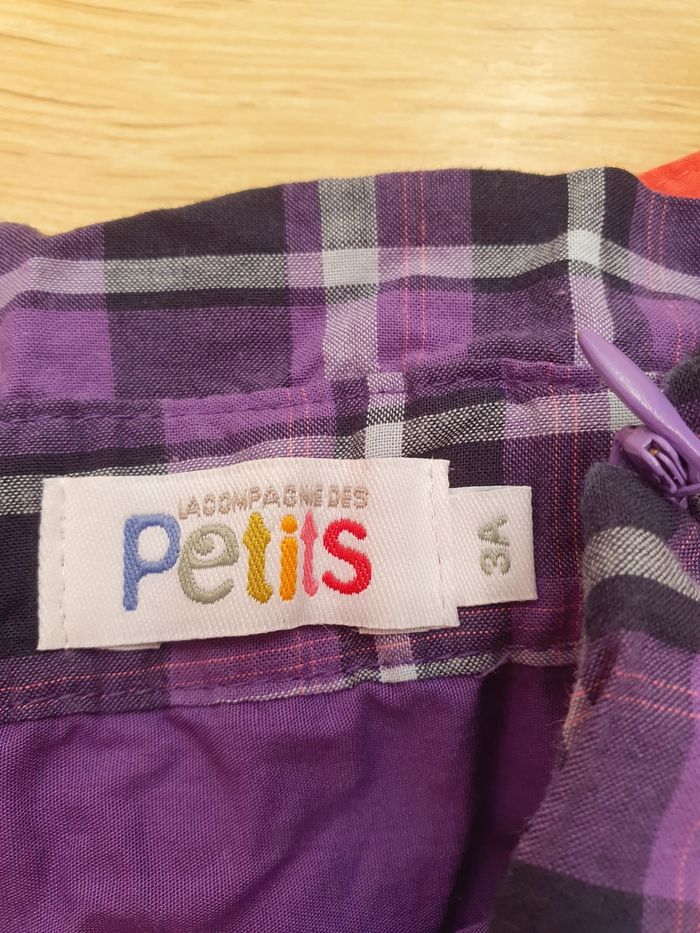 LA COMPAGNIE DES
Petits
3A